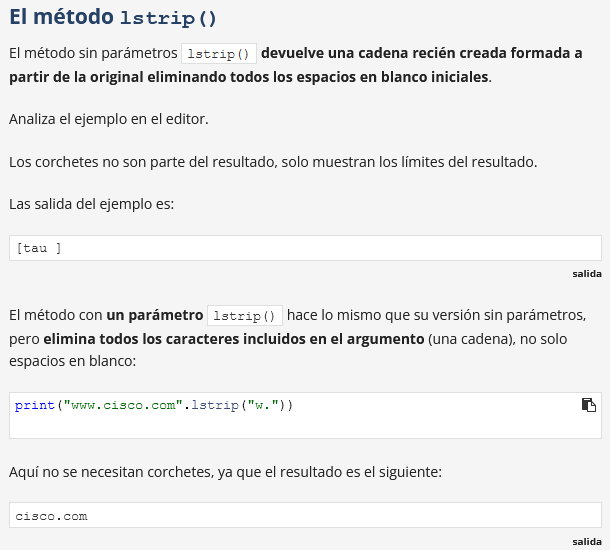 El método lstrip()
El método sin parámetros lstrip() devuelve una cadena recién creada formada a
partir de la original eliminando todos los espacios en blanco iniciales.
Analiza el ejemplo en el editor.
Los corchetes no son parte del resultado, solo muestran los límites del resultado.
Las salida del ejemplo es:
[tau ]
salida
El método con un parámetro lstrip() hace lo mismo que su versión sin parámetros,
pero elimina todos los caracteres incluidos en el argumento (una cadena), no solo
espacios en blanco:
print("www.cisco.com".lstrip("w."))
Aquí no se necesitan corchetes, ya que el resultado es el siguiente:
cisco.com
salida